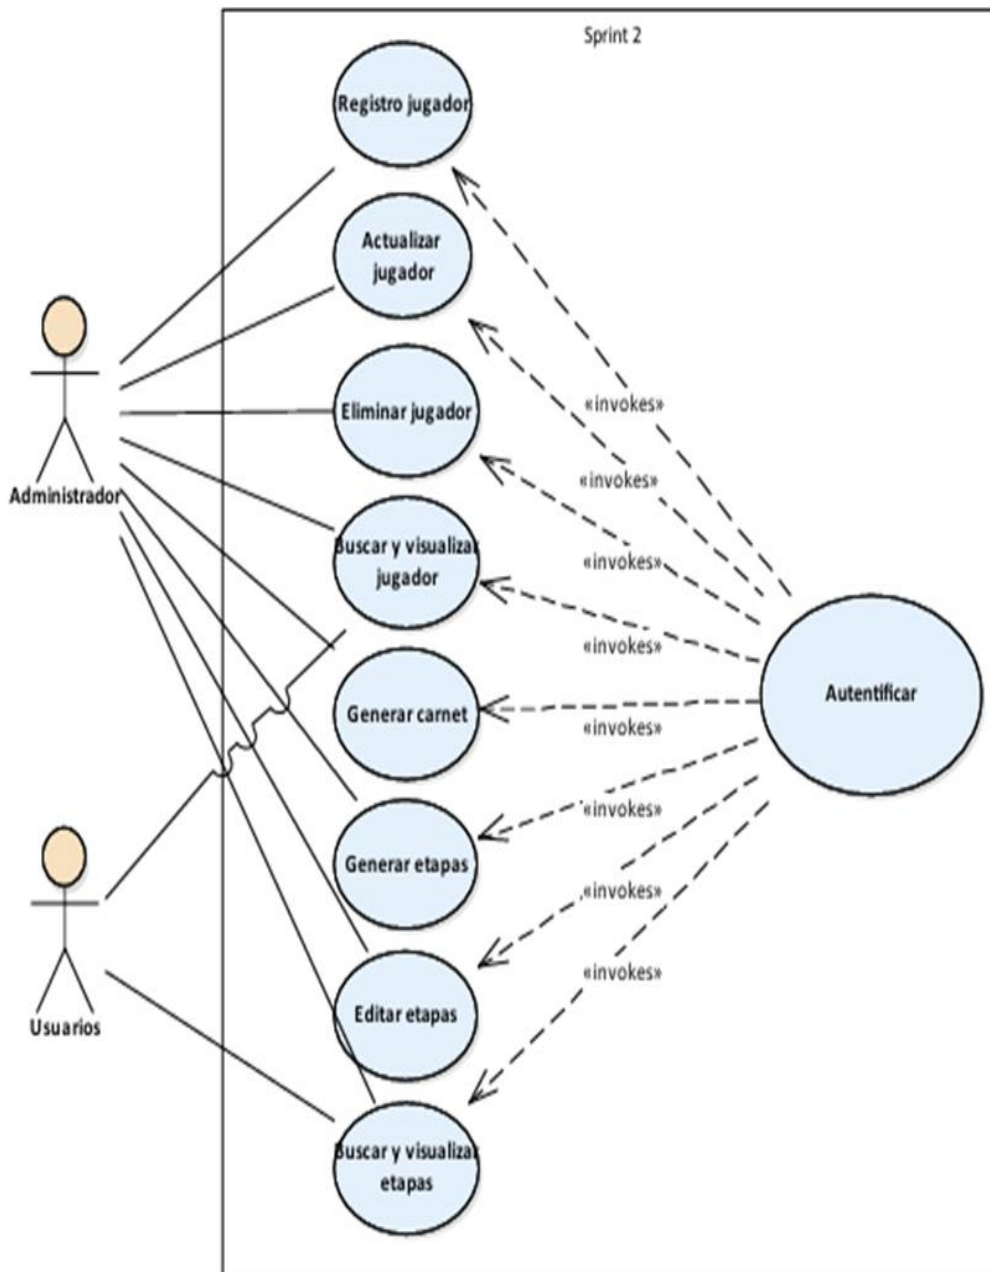 Sprint 2
Registro jugador
Actualizar
jugador
«invokes»
Eliminar jugador
«invokes»
Administrador
Buscar y visualizar
jugador
«invokes»
«invokes»
Autentificar
Generar carnet
«invokes»
«invokes»
Generar etapas
«invokes»
«invokes»
Editar etapas
Usuarios
Buscar y visualizar
etapas